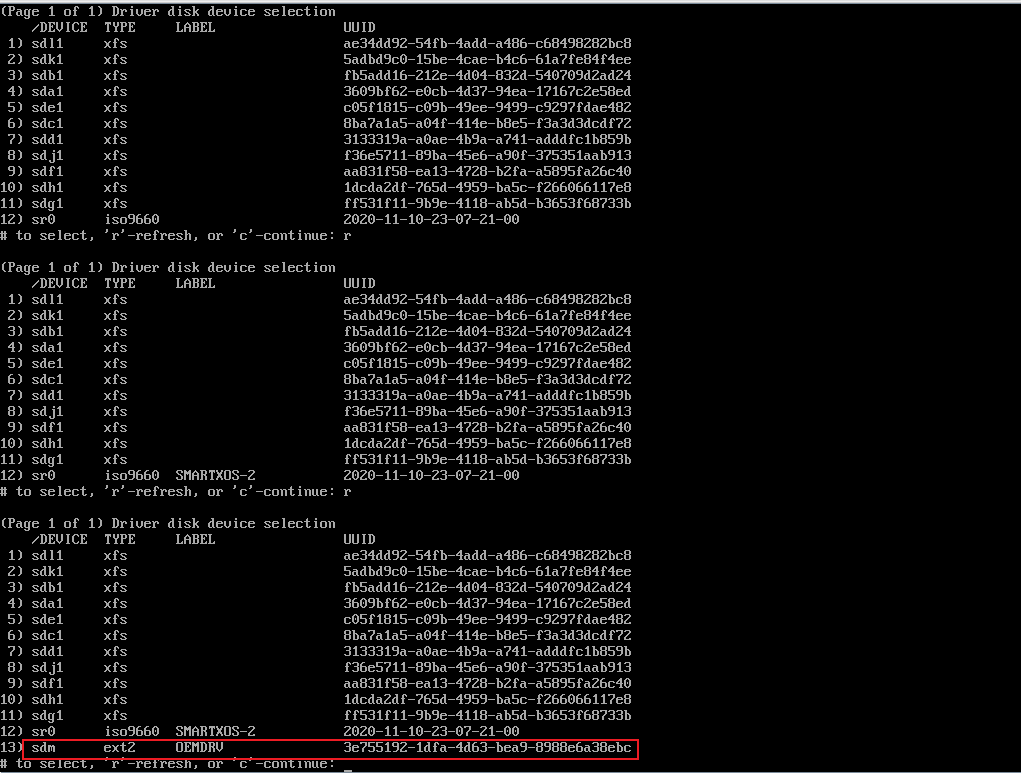 (Page 1 of 1) Driver disk device selection
/DEVICE TYPE LABEL UUID
1) sdl1 xfs ae34dd92-54fb-4add-a486-c68498282bc8
2) sdk1 xfs 5adbd9c0-15be-4cae-b4c6-61a7fe84f4ee
3) sdb1 xfs fb5add16-212e-4d04-832d-540709d2ad24
4) sda1 xfs 3609bf62-e0cb-4d37-94ea-17167c2e58ed
5) sde1 xfs c05f1815-c09b-49ee-9499-c9297fdae482
6) sdc1 xfs 8ba7a1a5-a04f-414e-b8e5-f3a3d3dcdf72
7) sdd1 xfs 3133319a-a0ae-4b9a-a741-adddfc1b859b
8) sdj1 xfs f36e5711-89ba-45e6-a90f-375351aab913
9) sdf1 xfs aa831f58-ea13-4728-b2fa-a5895fa26c40
10) sdh1 xfs 1dcda2df-765d-4959-ba5c-f266066117e8
11) sdg1 xfs ff531f11-9b9e-4118-ab5d-b3653f68733b
12) sr0 iso9660 2020-11-10-23-07-21-00
# to select, 'r'-refresh, or 'c'-continue: r
(Page 1 of 1) Driver disk device selection
/DEVICE TYPE LABEL UUID
1) sdl1 xfs ae34dd92-54fb-4add-a486-c68498282bc8
2) sdk1 xfs 5adbd9c0-15be-4cae-b4c6-61a7fe84f4ee
3) sdb1 xfs fb5add16-212e-4d04-832d-540709d2ad24
4) sda1 xfs 3609bf62-e0cb-4d37-94ea-17167c2e58ed
5) sde1 xfs c05f1815-c09b-49ee-9499-c9297fdae482
6) sdc1 xfs 8ba7a1a5-a04f-414e-b8e5-f3a3d3dcdf72
7) sdd1 xfs 3133319a-a0ae-4b9a-a741-adddfc1b859b
8) sdj1 xfs f36e5711-89ba-45e6-a90f-375351aab913
9) sdf1 xfs aa831f58-ea13-4728-b2fa-a5895fa26c40
10) sdh1 xfs 1dcda2df-765d-4959-ba5c-f266066117e8
11) sdg1 xfs ff531f11-9b9e-4118-ab5d-b3653f68733b
12) sr0 iso9660 SMARTXOS-2 2020-11-10-23-07-21-00
# to select, 'r'-refresh, or 'c'-continue: r
(Page 1 of 1) Driver disk device selection
/DEVICE TYPE LABEL UUID
1) sdl1 xfs ae34dd92-54fb-4add-a486-c68498282bc8
2) sdk1 xfs 5adbd9c0-15be-4cae-b4c6-61a7fe84f4ee
3) sdb1 xfs fb5add16-212e-4d04-832d-540709d2ad24
4) sda1 xfs 3609bf62-e0cb-4d37-94ea-17167c2e58ed
5) sde1 xfs c05f1815-c09b-49ee-9499-c9297fdae482
6) sdc1 xfs 8ba7a1a5-a04f-414e-b8e5-f3a3d3dcdf72
7) sdd1 xfs 3133319a-a0ae-4b9a-a741-adddfc1b859b
8) sdj1 xfs f36e5711-89ba-45e6-a90f-375351aab913
9) sdf1 xfs aa831f58-ea13-4728-b2fa-a5895fa26c40
10) sdh1 xfs 1dcda2df-765d-4959-ba5c-f266066117e8
11) sdg1 xfs ff531f11-9b9e-4118-ab5d-b3653f68733b
12) sr0 iso9660 SMARTXOS-2 2020-11-10-23-07-21-00
13) sdm ext2 OEMDRV 3e755192-1dfa-4d63-bea9-8988e6a38ebc
# to select, 'r'-refresh, or 'c'-continue: _